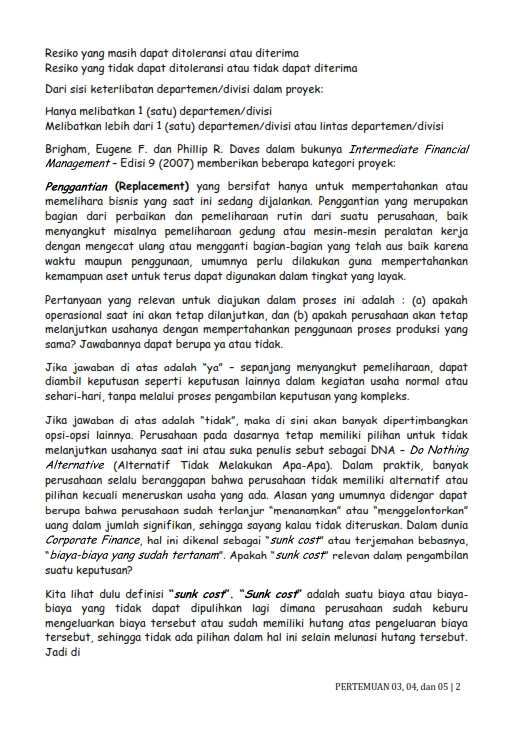 Resiko yang masih dapat ditoleransi atau diterima
Resiko yang tidak dapat ditoleransi atau tidak dapat diterima
Dari sisi keterlibatan departemen/divisi dalam proyek:
Hanya melibatkan 1 (satu) departemen/divisi
Melibatkan lebih dari 1 (satu) departemen/divisi atau lintas departemen/divisi
Brigham, Eugene F. dan Phillip R. Daves dalam bukunya Intermediate Financial
Management – Edisi 9 (2007) memberikan beberapa kategori proyek:
Penggantian (Replacement) yang bersifat hanya untuk mempertahankan atau
memelihara bisnis yang saat ini sedang dijalankan. Penggantian yang merupakan
bagian dari perbaikan dan pemeliharaan rutin dari suatu perusahaan, baik
menyangkut misalnya pemeliharaan gedung atau mesin-mesin peralatan kerja
dengan mengecat ulang atau mengganti bagian-bagian yang telah aus baik karena
waktu maupun penggunaan, umumnya perlu dilakukan guna mempertahankan
kemampuan aset untuk terus dapat digunakan dalam tingkat yang layak.
Pertanyaan yang relevan untuk diajukan dalam proses ini adalah : (a) apakah
operasional saat ini akan tetap dilanjutkan, dan (b) apakah perusahaan akan tetap
melanjutkan usahanya dengan mempertahankan penggunaan proses produksi yang
sama? Jawabannya dapat berupa ya atau tidak.
Jika jawaban di atas adalah “ya” – sepanjang menyangkut pemeliharaan, dapat
diambil keputusan seperti keputusan lainnya dalam kegiatan usaha normal atau
sehari-hari, tanpa melalui proses pengambilan keputusan yang kompleks.
Jika jawaban di atas adalah “tidak”, maka di sini akan banyak dipertimbangkan
opsi-opsi lainnya. Perusahaan pada dasarnya tetap memiliki pilihan untuk tidak
melanjutkan usahanya saat ini atau suka penulis sebut sebagai DNA – Do Nothing
Alternative (Alternatif Tidak Melakukan Apa-Apa). Dalam praktik, banyak
perusahaan selalu beranggapan bahwa perusahaan tidak memiliki alternatif atau
pilihan kecuali meneruskan usaha yang ada. Alasan yang umumnya didengar dapat
berupa bahwa perusahaan sudah terlanjur “menanamkan” atau “menggelontorkan”
uang dalam jumlah signifikan, sehingga sayang kalau tidak diteruskan. Dalam dunia
Corporate Finance, hal ini dikenal sebagai “sunk cost” atau terjemahan bebasnya,
“biaya-biaya yang sudah tertanam”. Apakah “sunk cost” relevan dalam pengambilan
suatu keputusan?
Kita lihat dulu definisi “sunk cost”. “Sunk cost” adalah suatu biaya atau biaya-
biaya yang tidak dapat dipulihkan lagi dimana perusahaan sudah keburu
mengeluarkan biaya tersebut atau sudah memiliki hutang atas pengeluaran biaya
tersebut, sehingga tidak ada pilihan dalam hal ini selain melunasi hutang tersebut.
Jadi di
PERTEMUAN 03, 04, dan 05 | 2